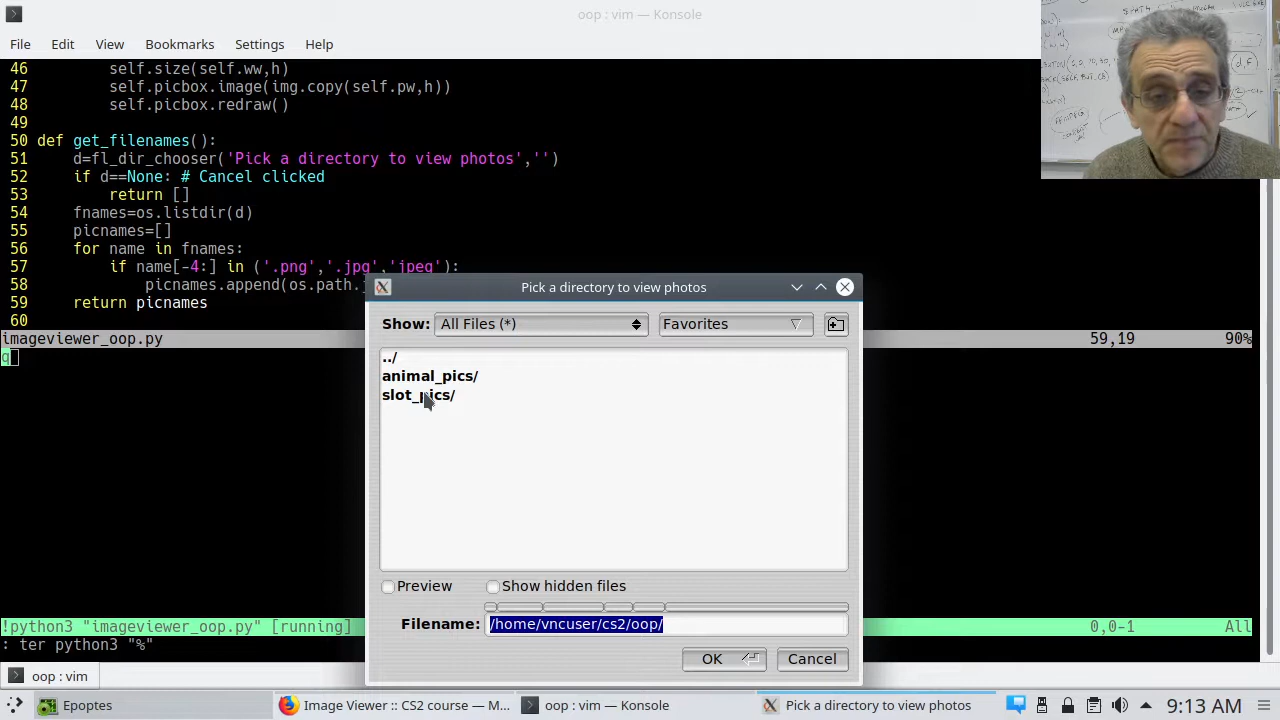 oop : vim — Konsole
File Edit View Bookmarks Settings Help
46 self.size(self.ww,h)
47 self.picbox.image(img.copy(self.pw,h))
48 self.picbox.redraw()
49
50 def get_filenames():
51 d=fl_dir_chooser('Pick a directory to view photos','')
52 if d==None: # Cancel clicked
53 return []
54 fnames=os.listdir(d)
55 picnames=[]
56 for name in fnames:
57 if name[-4:] in ('.png','.jpg','jpeg'):
58 picnames.append(os.path.
59 return picnames
60
imageviewer_oop.py 59,19 90%
Pick a directory to view photos
Show: All Files (*) Favorites
../
animal_pics/
slot_pics/
Preview Show hidden files
Filename: /home/vncuser/cs2/oop/
OK Cancel
!python3 "imageviewer_oop.py" [running] 0,0-1 All
: ter python3 "%"
oop : vim
Epoptes Image Viewer :: CS2 course — M... oop : vim — Konsole Pick a directory to view photos 9:13 AM